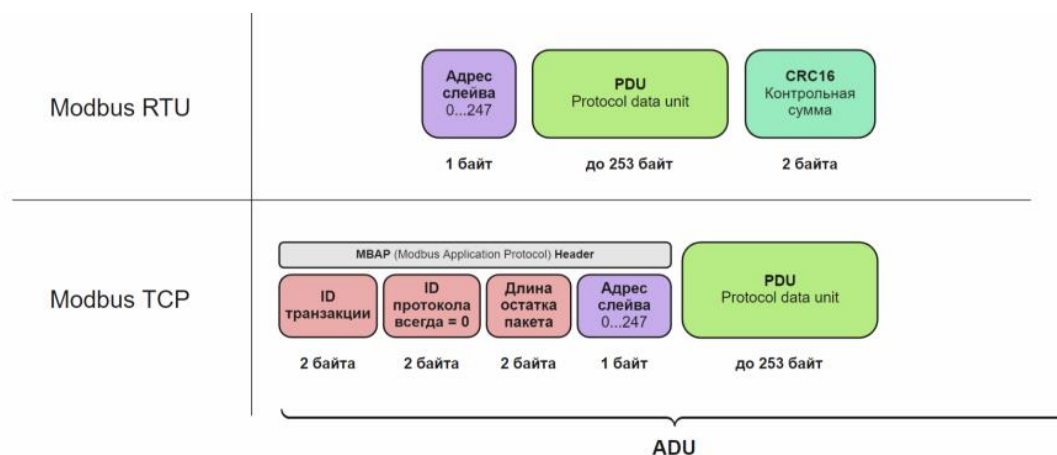 Modbus RTU
Адрес
слейва
0...247
PDU
Protocol data unit
CRC16
Контрольная
сумма
1 байт
до 253 байт
2 байта
Modbus TCP
MBAP (Modbus Application Protocol) Header
ID
транзакции
ID
протокола
всегда = 0
Длина
остатка
пакета
Адрес
слейва
0...247
PDU
Protocol data unit
2 байта
2 байта
2 байта
1 байт
до 253 байт
ADU